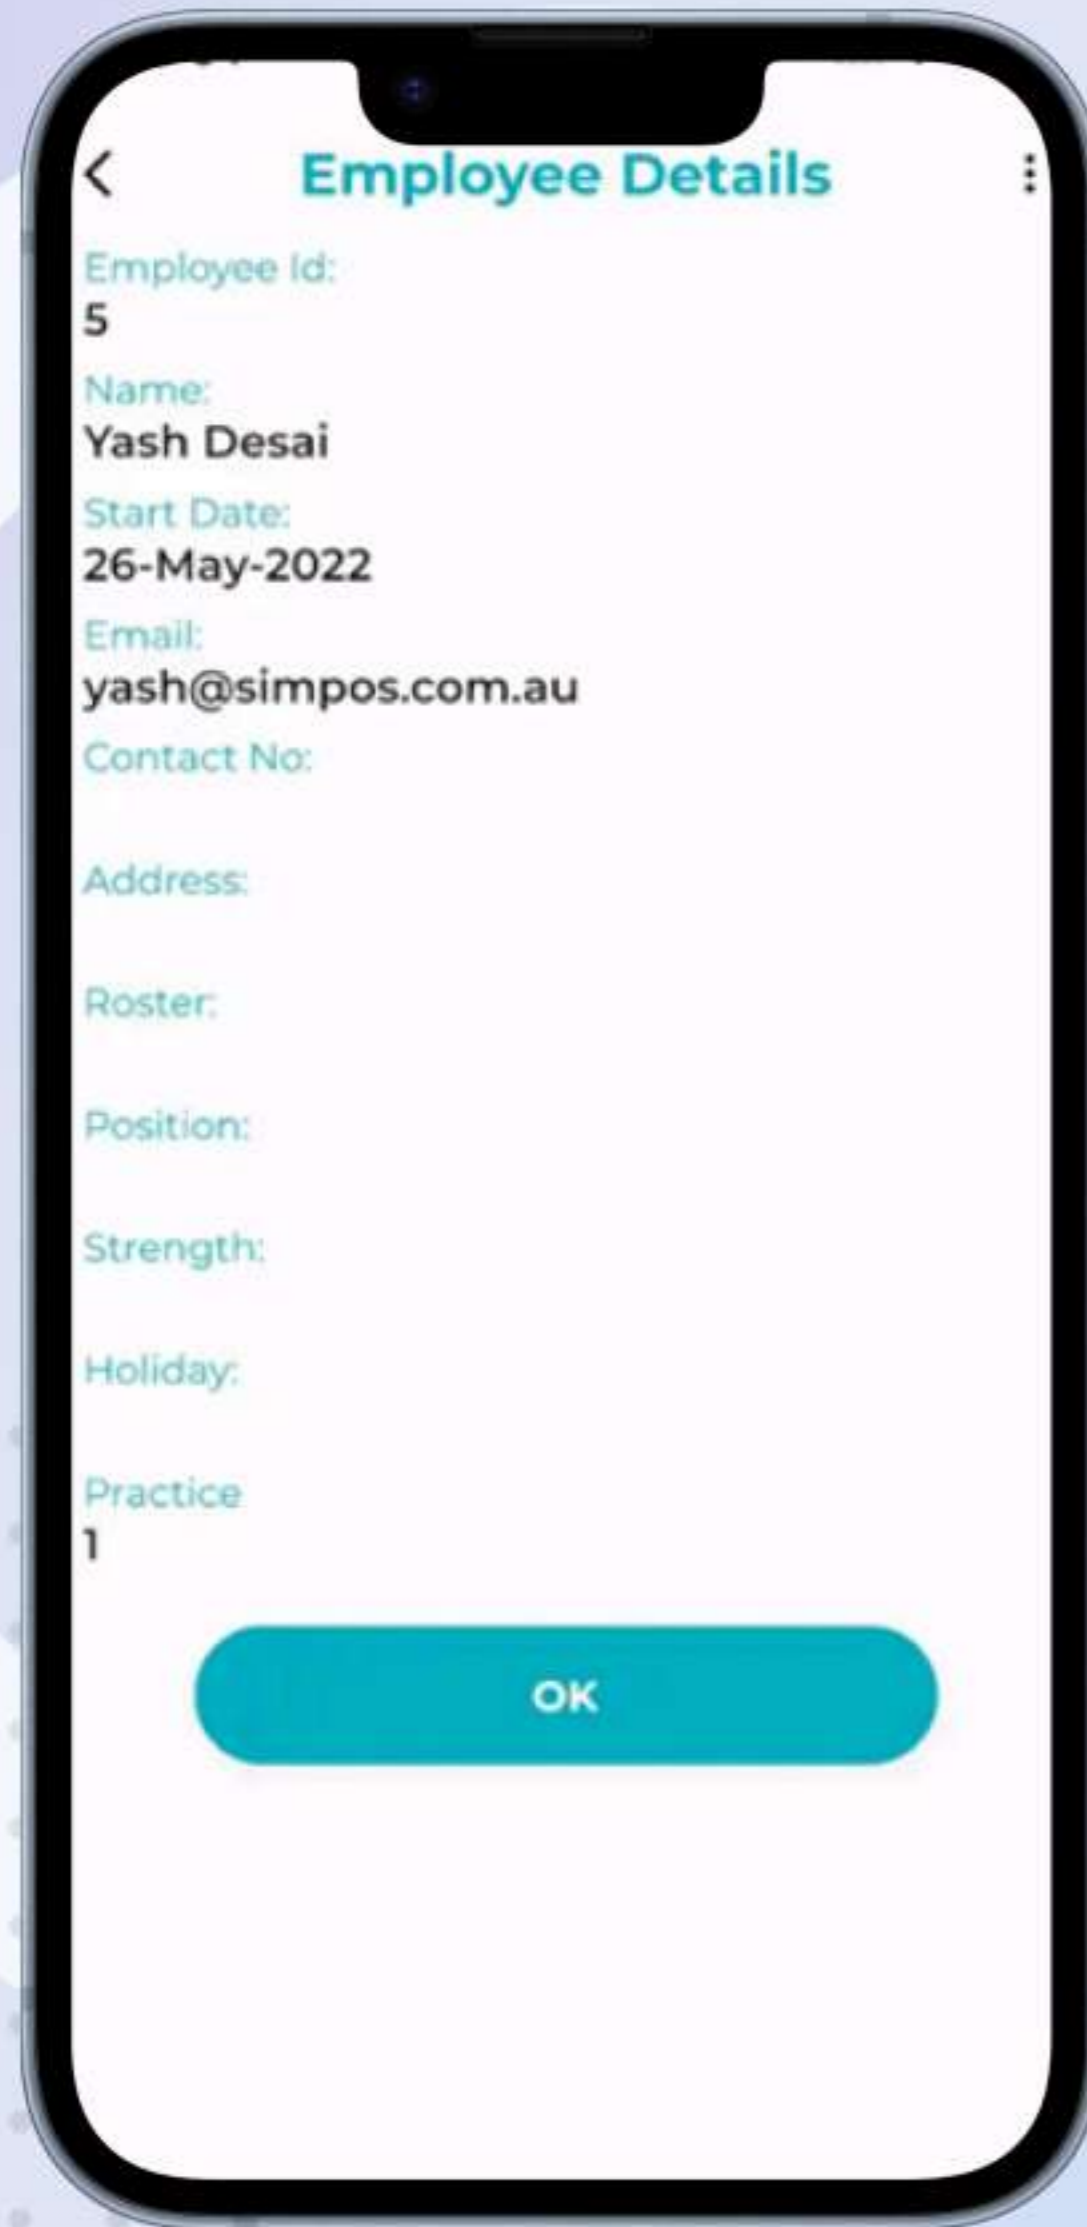 Employee Details
Employee Id:
5
Name:
Yash Desai
Start Date:
26-May-2022
Email:
yash@simpos.com.au
Contact No:
Address:
Roster:
Position:
Strength:
Holiday:
Practice
1
OK